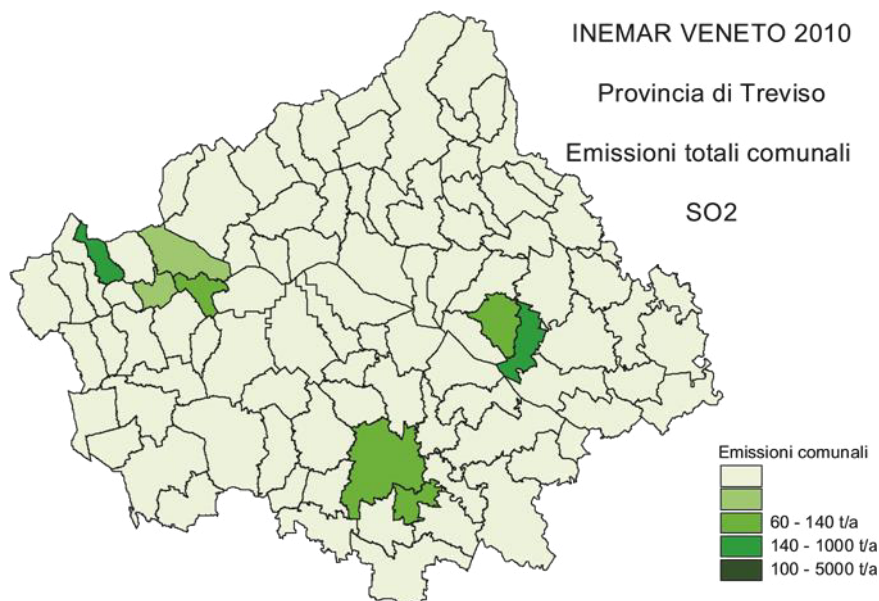 INEMAR VENETO 2010
Provincia di Treviso
Emissioni totali comunali
SO2
Emissioni comunali
60 - 140 t/a
140 - 1000 t/a
100 - 5000 t/a